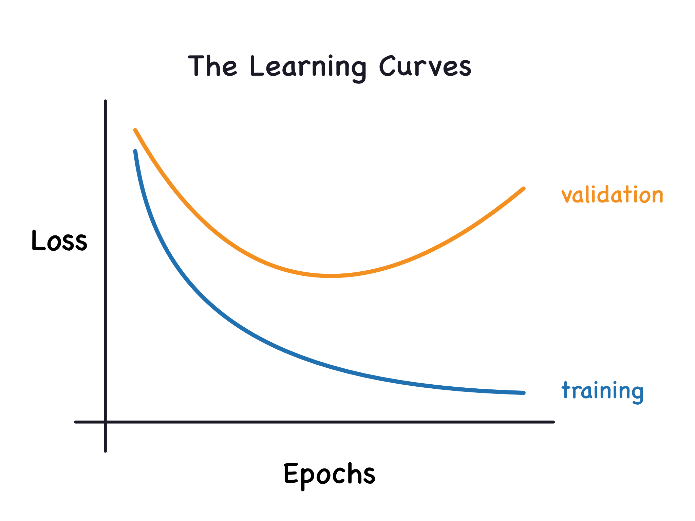 The Learning Curves
validation
Loss
training
Epochs